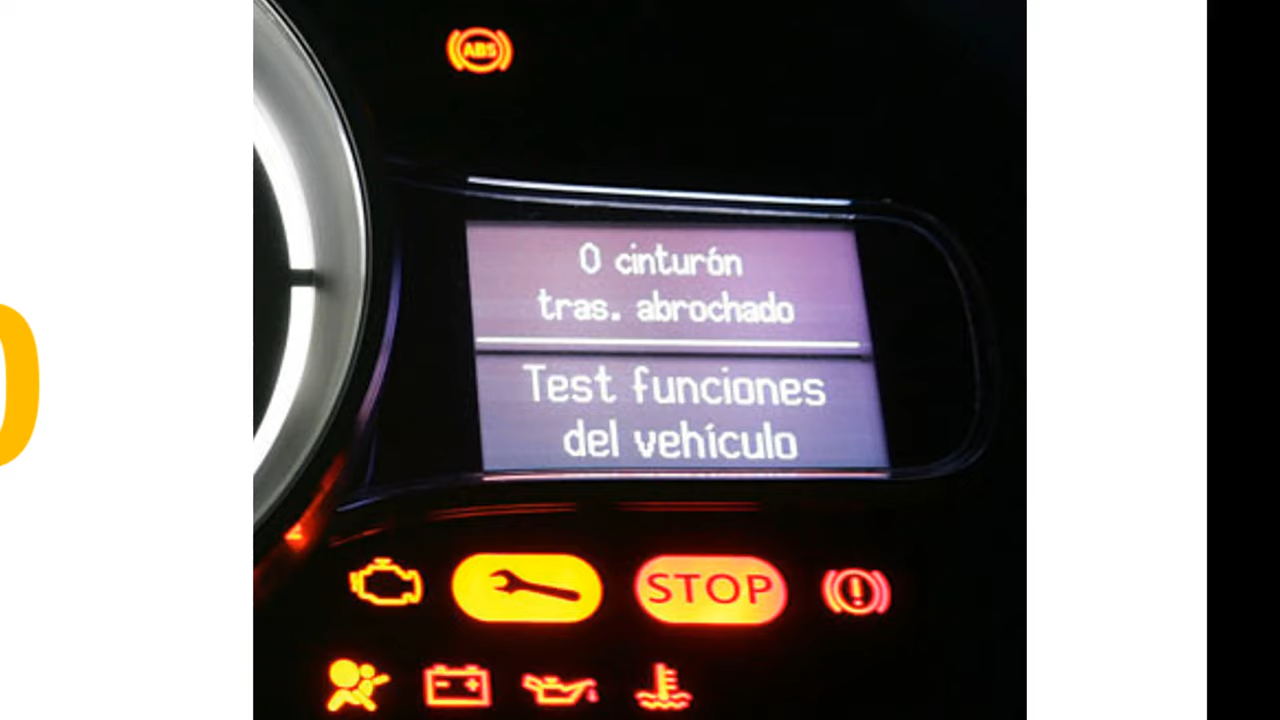 ABS
0 cinturón
tras. abrochado
Test funciones
del vehículo
STOP